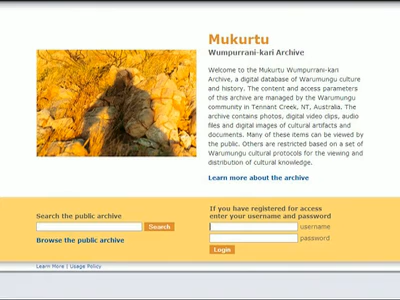 Mukurtu
Wumpurrani-kari Archive
Welcome to the Mukurtu Wumpurrani-kari
Archive, a digital database of Warumungu culture
and history. The content and access parameters
of this archive are managed by the Warumungu
community in Tennant Creek, NT, Australia. The
archive contains photos, digital video clips, audio
files and digital images of cultural artifacts and
documents. Many of these items can be viewed by
the public. Others are restricted based on a set of
Warumungu cultural protocols for the viewing and
distribution of cultural knowledge.
Learn more about the archive
Search the public archive
Search
Browse the public archive
If you have registered for access
enter your username and password
username
password
Login
Learn More | Usage Policy